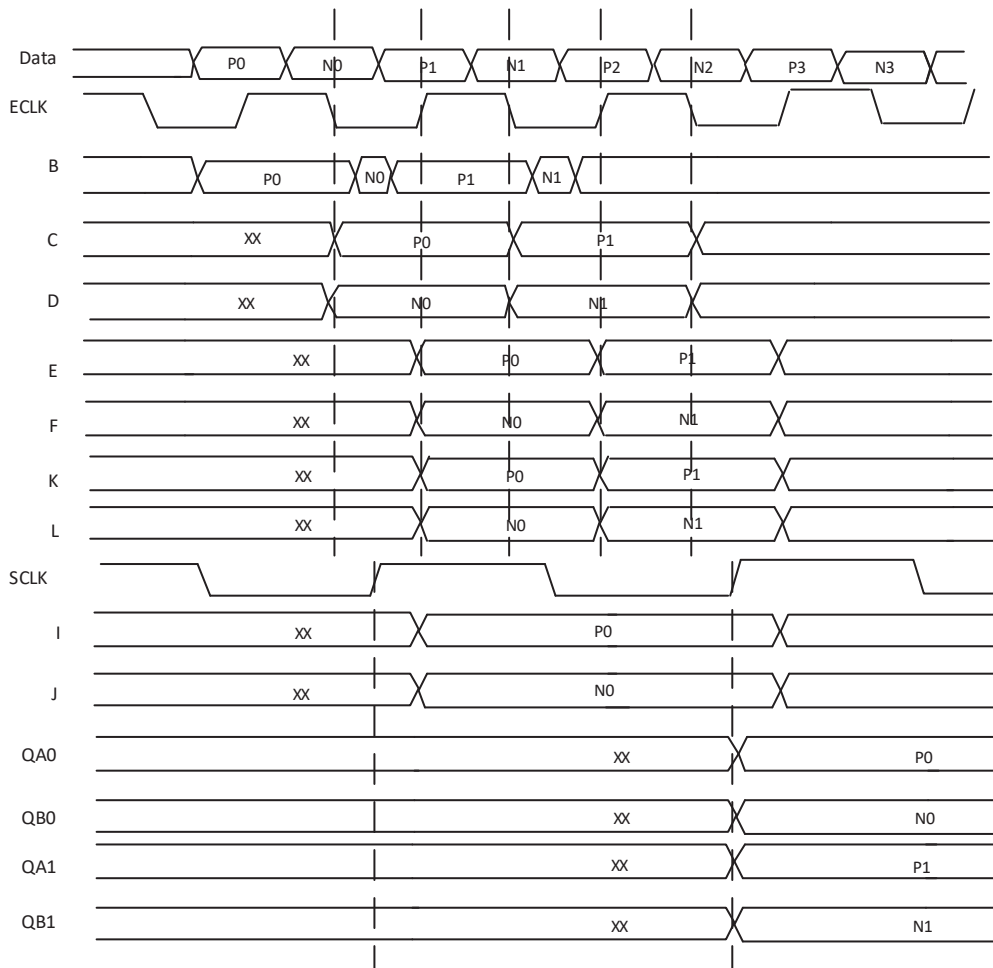 Data P0 N0 P1 N1 P2 N2 P3 N3
ECLK
B P0 N0 P1 N1
C XX P0 P1
D XX N0 N1
E XX P0 P1
F XX N0 N1
K XX P0 P1
L XX N0 N1
SCLK
I XX P0
J XX N0
QA0 XX P0
QB0 XX N0
QA1 XX P1
QB1 XX N1